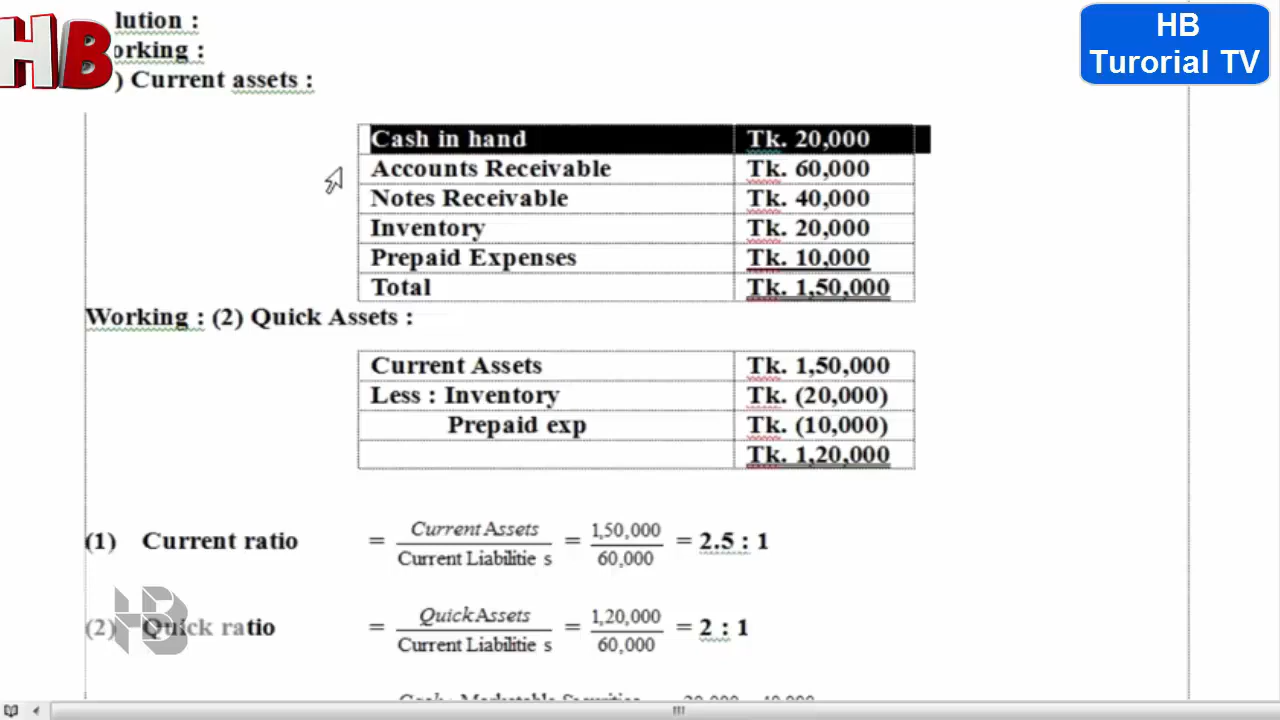 HB
HB
Turorial TV
lution :
orking :
) Current assets :
Cash in hand Tk. 20,000
Accounts Receivable Tk. 60,000
Notes Receivable Tk. 40,000
Inventory Tk. 20,000
Prepaid Expenses Tk. 10,000
Total Tk. 1,50,000
Working : (2) Quick Assets :
Current Assets Tk. 1,50,000
Less : Inventory Tk. (20,000)
Prepaid exp Tk. (10,000)
Tk. 1,20,000
(1) Current ratio = Current Assets / Current Liabilitie s = 1,50,000 / 60,000 = 2.5 : 1
HB
(2) Quick ratio = Quick Assets / Current Liabilitie s = 1,20,000 / 60,000 = 2 : 1